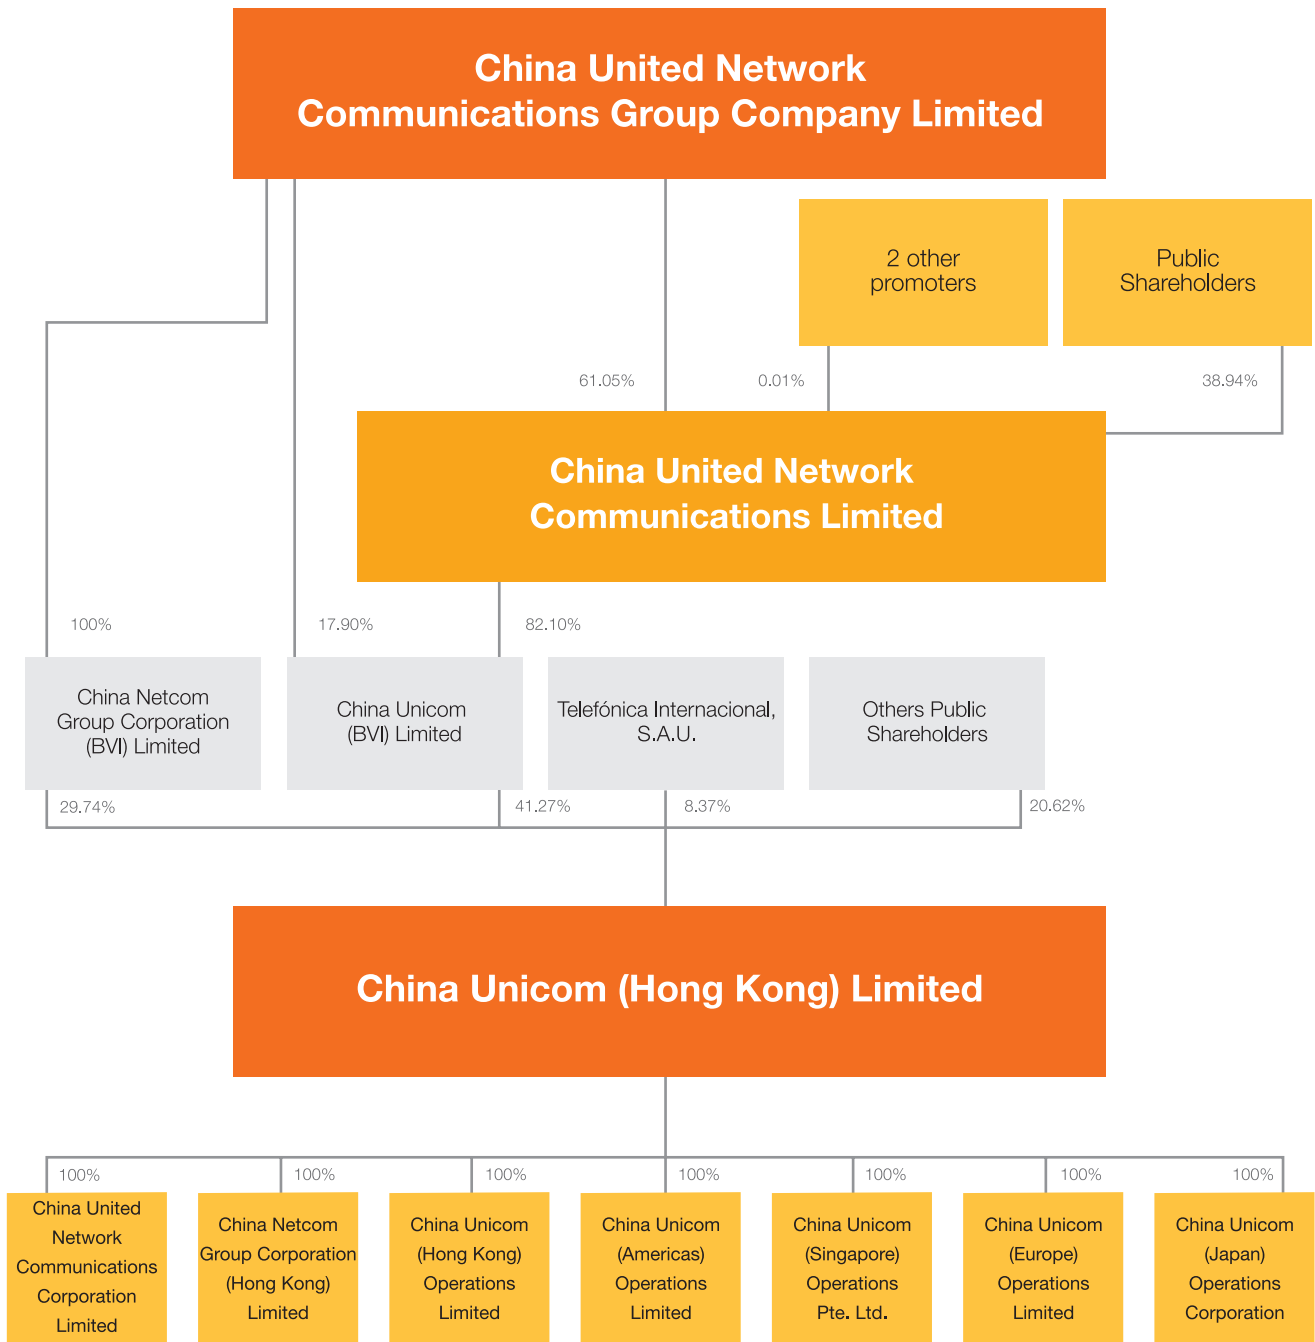 China United Network
Communications Group Company Limited
2 other
promoters
Public
Shareholders
61.05%
0.01%
38.94%
China United Network
Communications Limited
100%
17.90%
82.10%
China Netcom
Group Corporation
(BVI) Limited
China Unicom
(BVI) Limited
Telefónica Internacional,
S.A.U.
Others Public
Shareholders
29.74%
41.27%
8.37%
20.62%
China Unicom (Hong Kong) Limited
100%
100%
100%
100%
100%
100%
100%
China United
Network
Communications
Corporation
Limited
China Netcom
Group Corporation
(Hong Kong)
Limited
China Unicom
(Hong Kong)
Operations
Limited
China Unicom
(Americas)
Operations
Limited
China Unicom
(Singapore)
Operations
Pte. Ltd.
China Unicom
(Europe)
Operations
Limited
China Unicom
(Japan)
Operations
Corporation